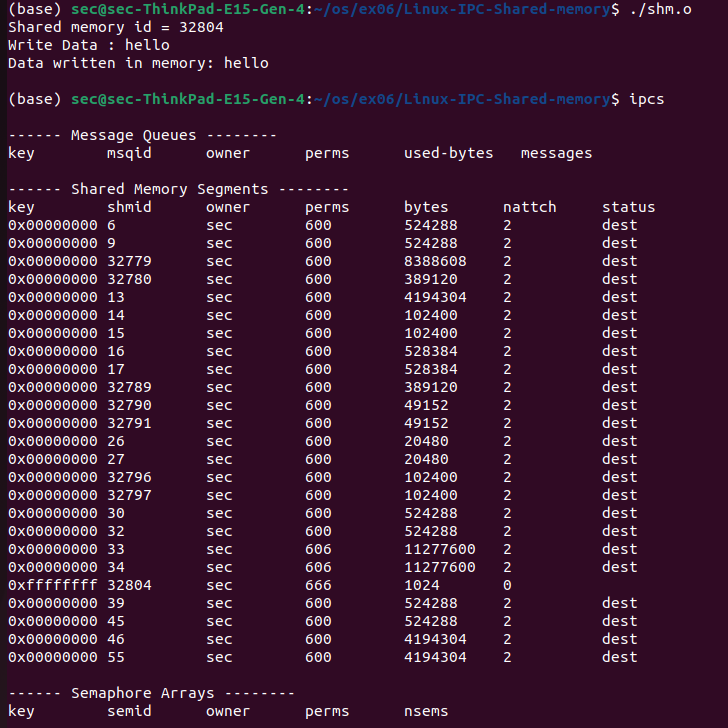 (base) sec@sec-ThinkPad-E15-Gen-4:~/os/ex06/Linux-IPC-Shared-memory$ ./shm.o
Shared memory id = 32804
Write Data : hello
Data written in memory: hello
(base) sec@sec-ThinkPad-E15-Gen-4:~/os/ex06/Linux-IPC-Shared-memory$ ipcs
------ Message Queues --------
key        msqid      owner      perms      used-bytes   messages
------ Shared Memory Segments --------
key        shmid      owner      perms      bytes      nattch     status
0x00000000 6          sec        600        524288     2          dest
0x00000000 9          sec        600        524288     2          dest
0x00000000 32779      sec        600        8388608    2          dest
0x00000000 32780      sec        600        389120     2          dest
0x00000000 13         sec        600        4194304    2          dest
0x00000000 14         sec        600        102400     2          dest
0x00000000 15         sec        600        102400     2          dest
0x00000000 16         sec        600        528384     2          dest
0x00000000 17         sec        600        528384     2          dest
0x00000000 32789      sec        600        389120     2          dest
0x00000000 32790      sec        600        49152      2          dest
0x00000000 32791      sec        600        49152      2          dest
0x00000000 26         sec        600        20480      2          dest
0x00000000 27         sec        600        20480      2          dest
0x00000000 32796      sec        600        102400     2          dest
0x00000000 32797      sec        600        102400     2          dest
0x00000000 30         sec        600        524288     2          dest
0x00000000 32         sec        600        524288     2          dest
0x00000000 33         sec        606        11277600   2          dest
0x00000000 34         sec        606        11277600   2          dest
0xffffffff 32804      sec        666        1024       0
0x00000000 39         sec        600        524288     2          dest
0x00000000 45         sec        600        524288     2          dest
0x00000000 46         sec        600        4194304    2          dest
0x00000000 55         sec        600        4194304    2          dest
------ Semaphore Arrays --------
key        semid      owner      perms      nsems